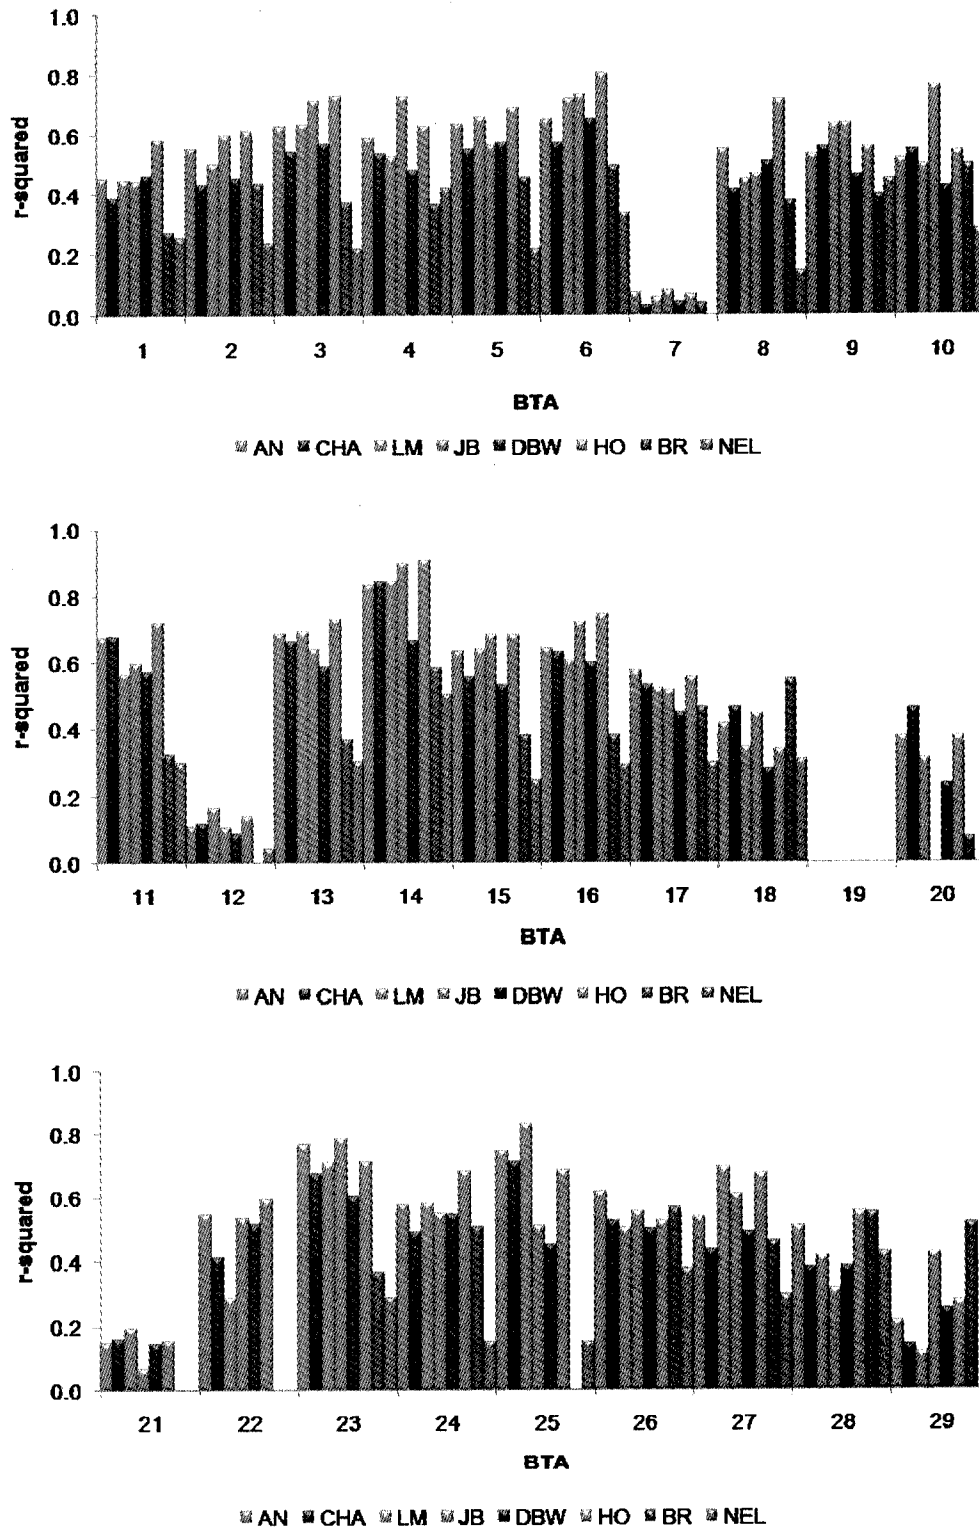 1.0
0.8
0.6
0.4
0.2
0.0
r-squared
1 2 3 4 5 6 7 8 9 10
BTA
AN CHA LM JB DBW HO BR NEL
1.0
0.8
0.6
0.4
0.2
0.0
r-squared
11 12 13 14 15 16 17 18 19 20
BTA
AN CHA LM JB DBW HO BR NEL
1.0
0.8
0.6
0.4
0.2
0.0
r-squared
21 22 23 24 25 26 27 28 29
BTA
AN CHA LM JB DBW HO BR NEL